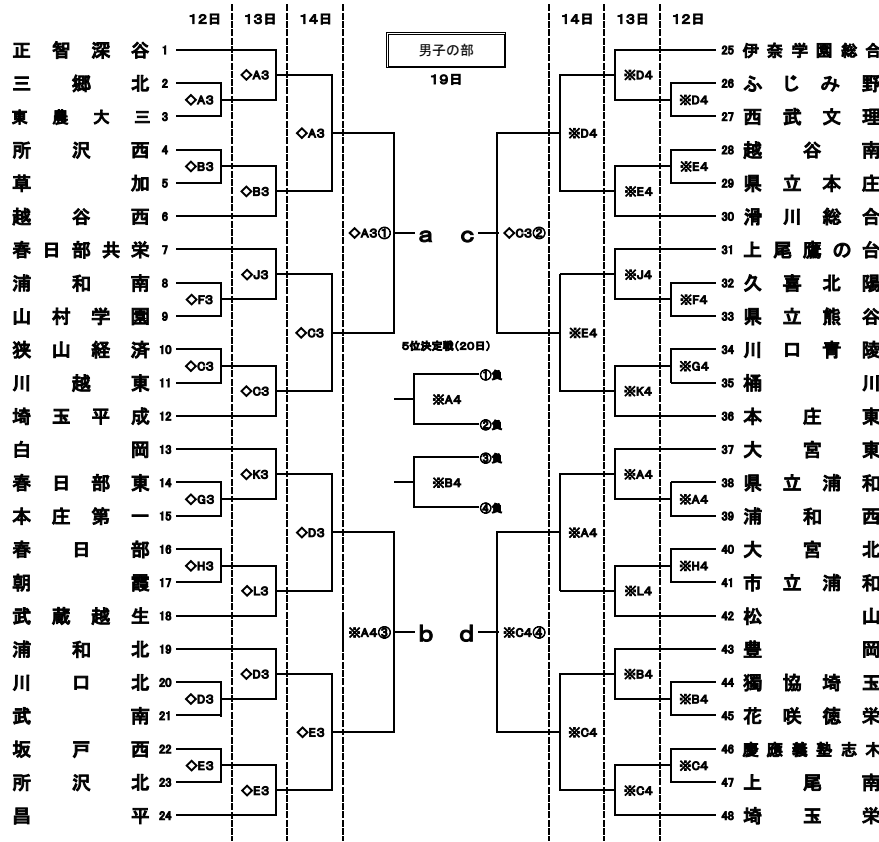 12日 13日 14日
14日 13日 12日
男子の部
19日
正智深谷 1
三郷北 2
東農大三 3
所沢西 4
草加 5
越谷西 6
春日部共栄 7
浦和南 8
山村学園 9
狭山経済 10
川越東 11
埼玉平成 12
白岡 13
春日部東 14
本庄第一 15
春日部 16
朝霞 17
武蔵越生 18
浦和北 19
川口北 20
武南 21
坂戸西 22
所沢北 23
昌平 24
◇A3
◇B3
◇F3
◇C3
◇G3
◇H3
◇D3
◇E3
◇A3
◇B3
◇J3
◇C3
◇K3
◇L3
◇D3
◇E3
◇A3
◇C3
◇D3
◇E3
◇A3①
※A4③
a c
b d
5位決定戦(20日)
①負
※A4
②負
③負
※B4
④負
◇C3②
※C4④
※D4
※E4
※A4
※C4
※D4
※E4
※J4
※K4
※A4
※L4
※B4
※C4
※D4
※E4
※F4
※G4
※A4
※H4
※B4
※C4
25 伊奈学園総合
26 ふじみ野
27 西武文理
28 越谷南
29 県立本庄
30 滑川総合
31 上尾鷹の台
32 久喜北陽
33 県立熊谷
34 川口青陵
35 桶川
36 本庄東
37 大宮東
38 県立浦和
39 浦和西
40 大宮北
41 市立浦和
42 松山
43 豊岡
44 獨協埼玉
45 花咲徳栄
46 慶應義塾志木
47 上尾南
48 埼玉栄